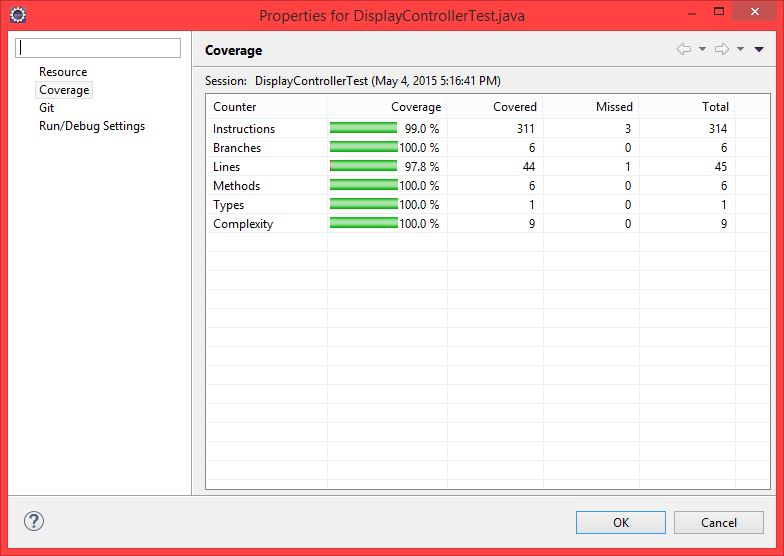 Properties for DisplayControllerTest.java
Resource
Coverage
Git
Run/Debug Settings
Coverage
Session: DisplayControllerTest (May 4, 2015 5:16:41 PM)
Counter Coverage Covered Missed Total
Instructions 99.0 % 311 3 314
Branches 100.0 % 6 0 6
Lines 97.8 % 44 1 45
Methods 100.0 % 6 0 6
Types 100.0 % 1 0 1
Complexity 100.0 % 9 0 9
OK Cancel